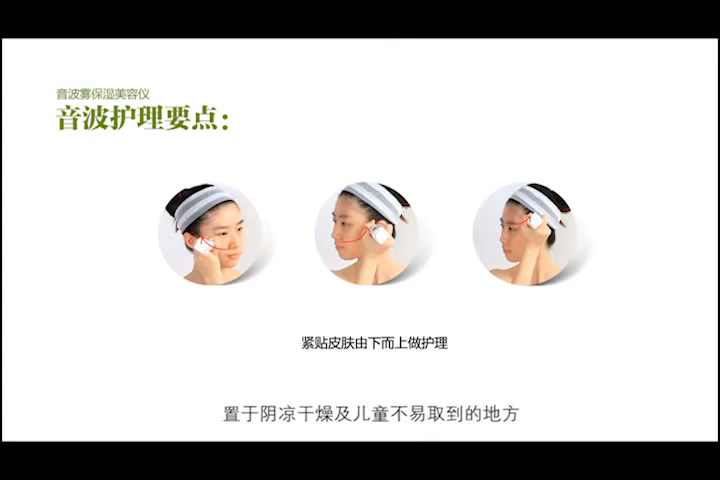 音波雾保湿美容仪
音波护理要点：
紧贴皮肤由下而上做护理
置于阴凉干燥及儿童不易取到的地方